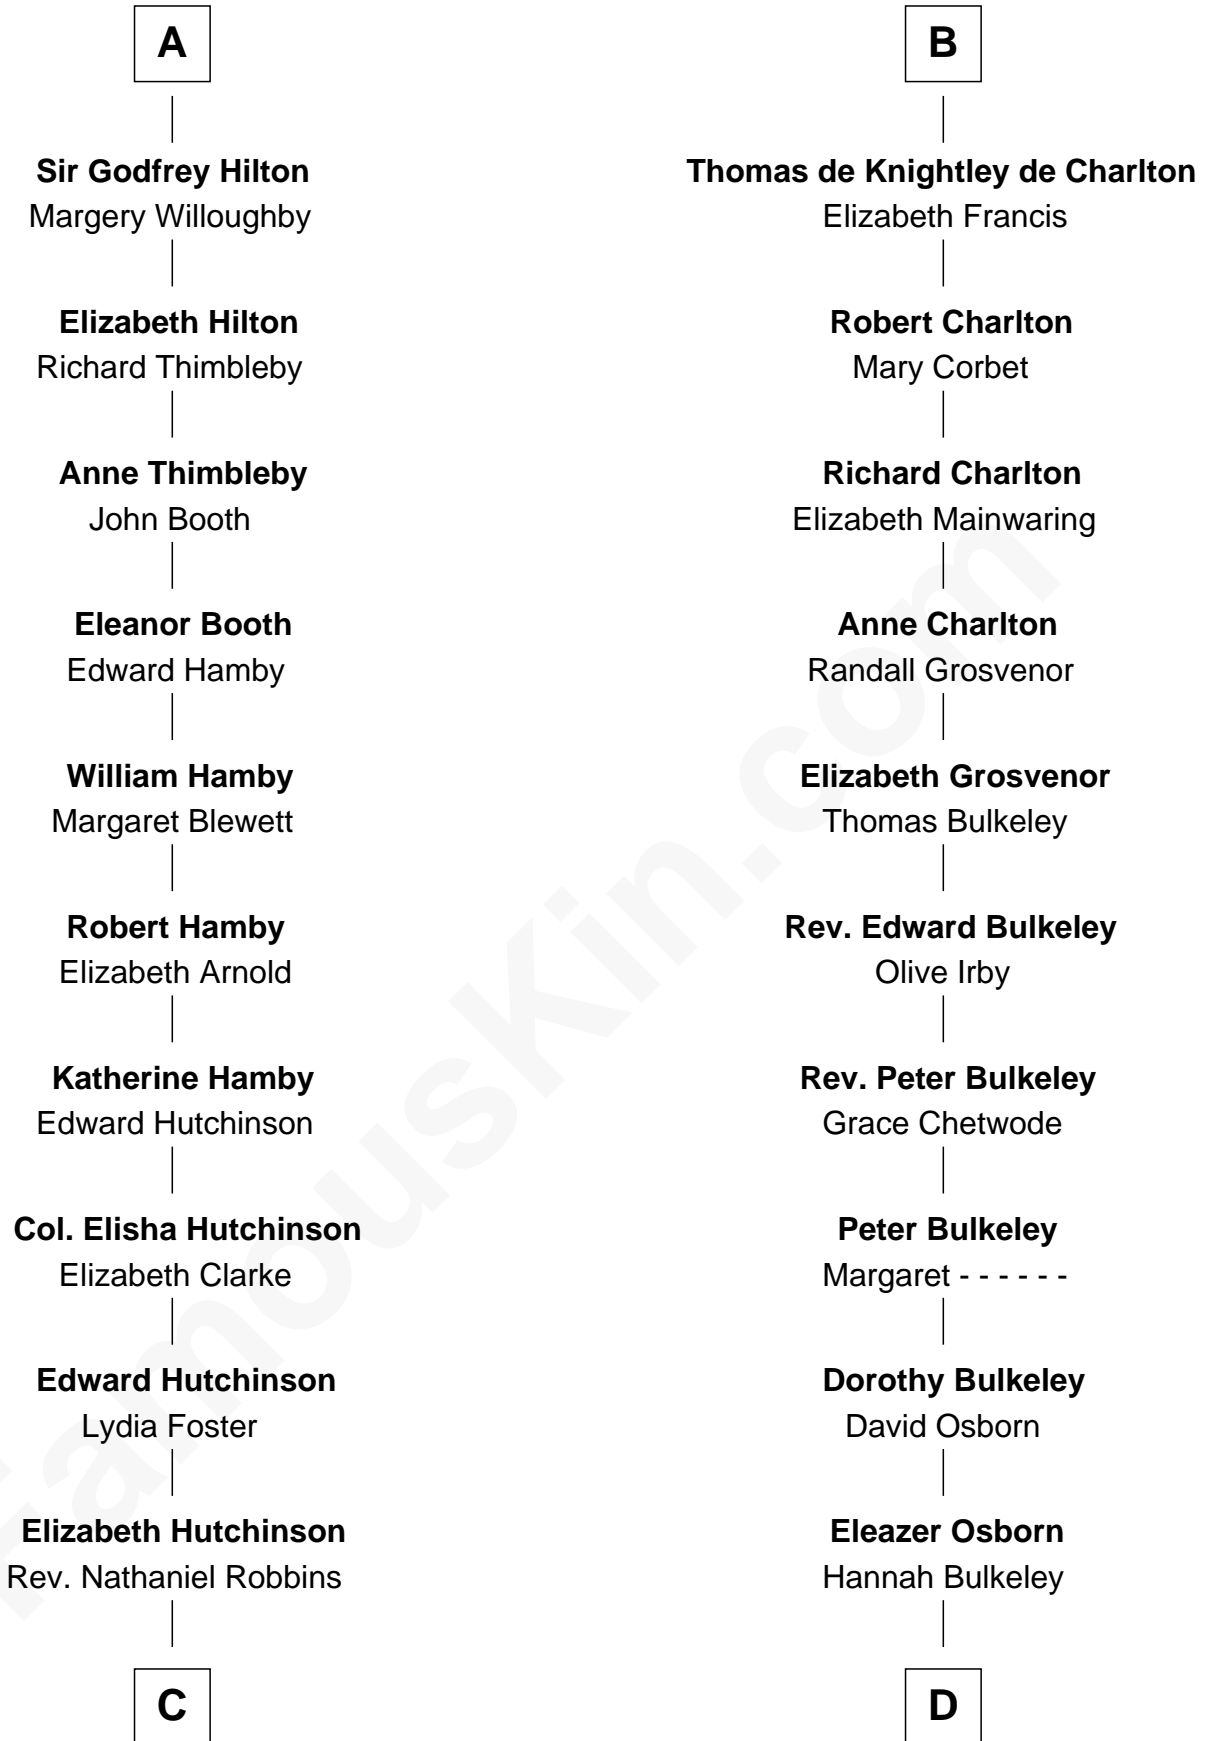 A
Sir Godfrey Hilton
Margery Willoughby
Elizabeth Hilton
Richard Thimbleby
Anne Thimbleby
John Booth
Eleanor Booth
Edward Hamby
William Hamby
Margaret Blewett
Robert Hamby
Elizabeth Arnold
Katherine Hamby
Edward Hutchinson
Col. Elisha Hutchinson
Elizabeth Clarke
Edward Hutchinson
Lydia Foster
Elizabeth Hutchinson
Rev. Nathaniel Robbins
C
B
Thomas de Knightley de Charlton
Elizabeth Francis
Robert Charlton
Mary Corbet
Richard Charlton
Elizabeth Mainwaring
Anne Charlton
Randall Grosvenor
Elizabeth Grosvenor
Thomas Bulkeley
Rev. Edward Bulkeley
Olive Irby
Rev. Peter Bulkeley
Grace Chetwode
Peter Bulkeley
Margaret - - - - - -
Dorothy Bulkeley
David Osborn
Eleazer Osborn
Hannah Bulkeley
D
FamousKin.com